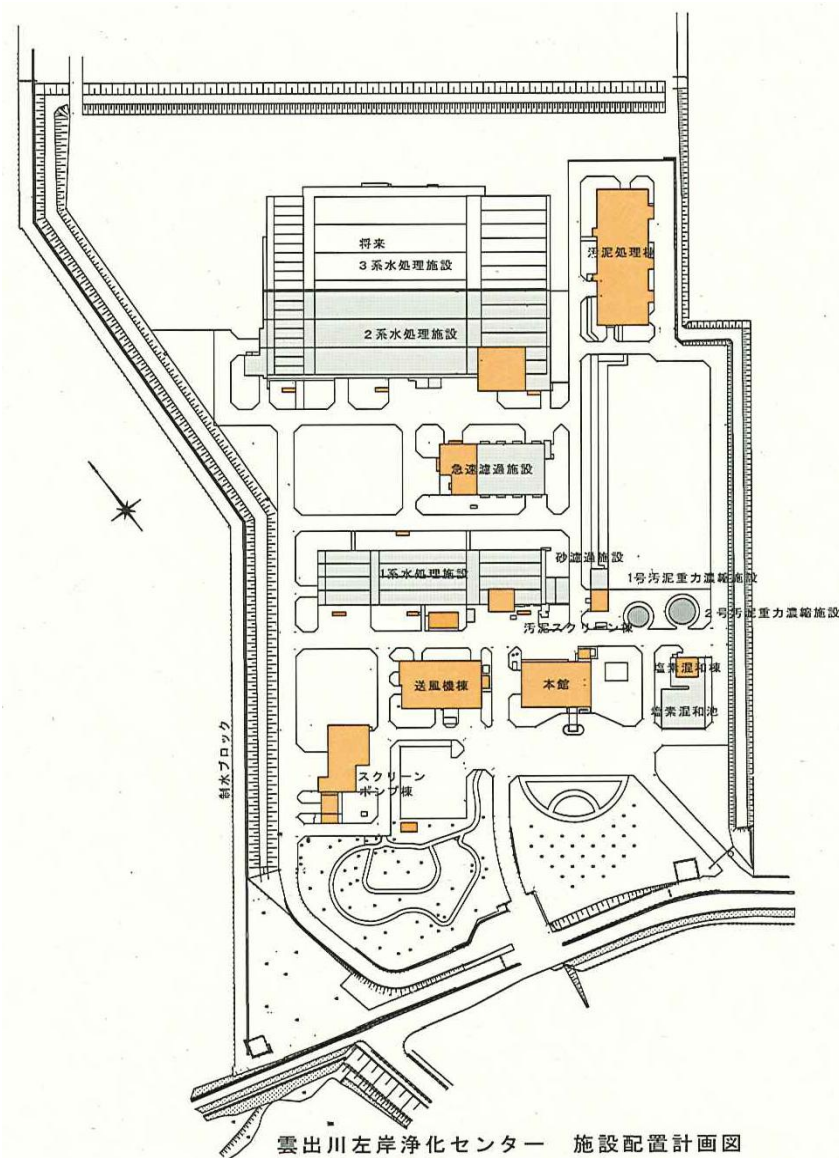 将来
3系水処理施設
汚泥処理棟
2系水処理施設
急速濾過施設
砂濾過施設
1系水処理施設
1号汚泥重力濃縮施設
2号汚泥重力濃縮施設
汚泥スクリーン棟
塩素混和棟
送風機棟
本館
塩素混和池
制水ブロック
スクリーン
ポンプ棟
雲出川左岸浄化センター 施設配置計画図